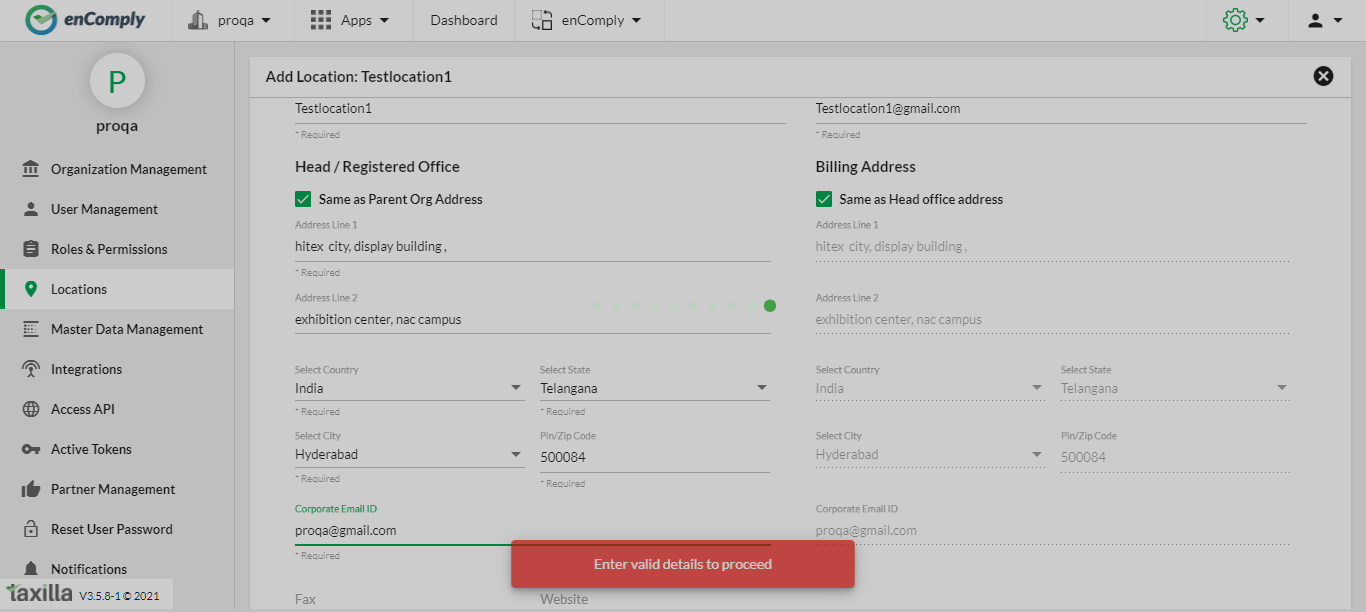 enComply
proqa
Apps
Dashboard
enComply
P
proqa
Organization Management
User Management
Roles & Permissions
Locations
Master Data Management
Integrations
Access API
Active Tokens
Partner Management
Reset User Password
Notifications
taxilla V3.5.8-1 © 2021
Add Location: Testlocation1
Testlocation1
Testlocation1@gmail.com
* Required
* Required
Head / Registered Office
Billing Address
Same as Parent Org Address
Same as Head office address
Address Line 1
Address Line 1
hitex city, display building ,
hitex city, display building ,
* Required
Address Line 2
Address Line 2
exhibition center, nac campus
exhibition center, nac campus
Select Country
Select State
Select Country
Select State
India
Telangana
India
Telangana
* Required
* Required
Select City
Pin/Zip Code
Select City
Pin/Zip Code
Hyderabad
500084
Hyderabad
500084
* Required
* Required
Corporate Email ID
Corporate Email ID
proqa@gmail.com
proqa@gmail.com
* Required
Enter valid details to proceed
Fax
Website